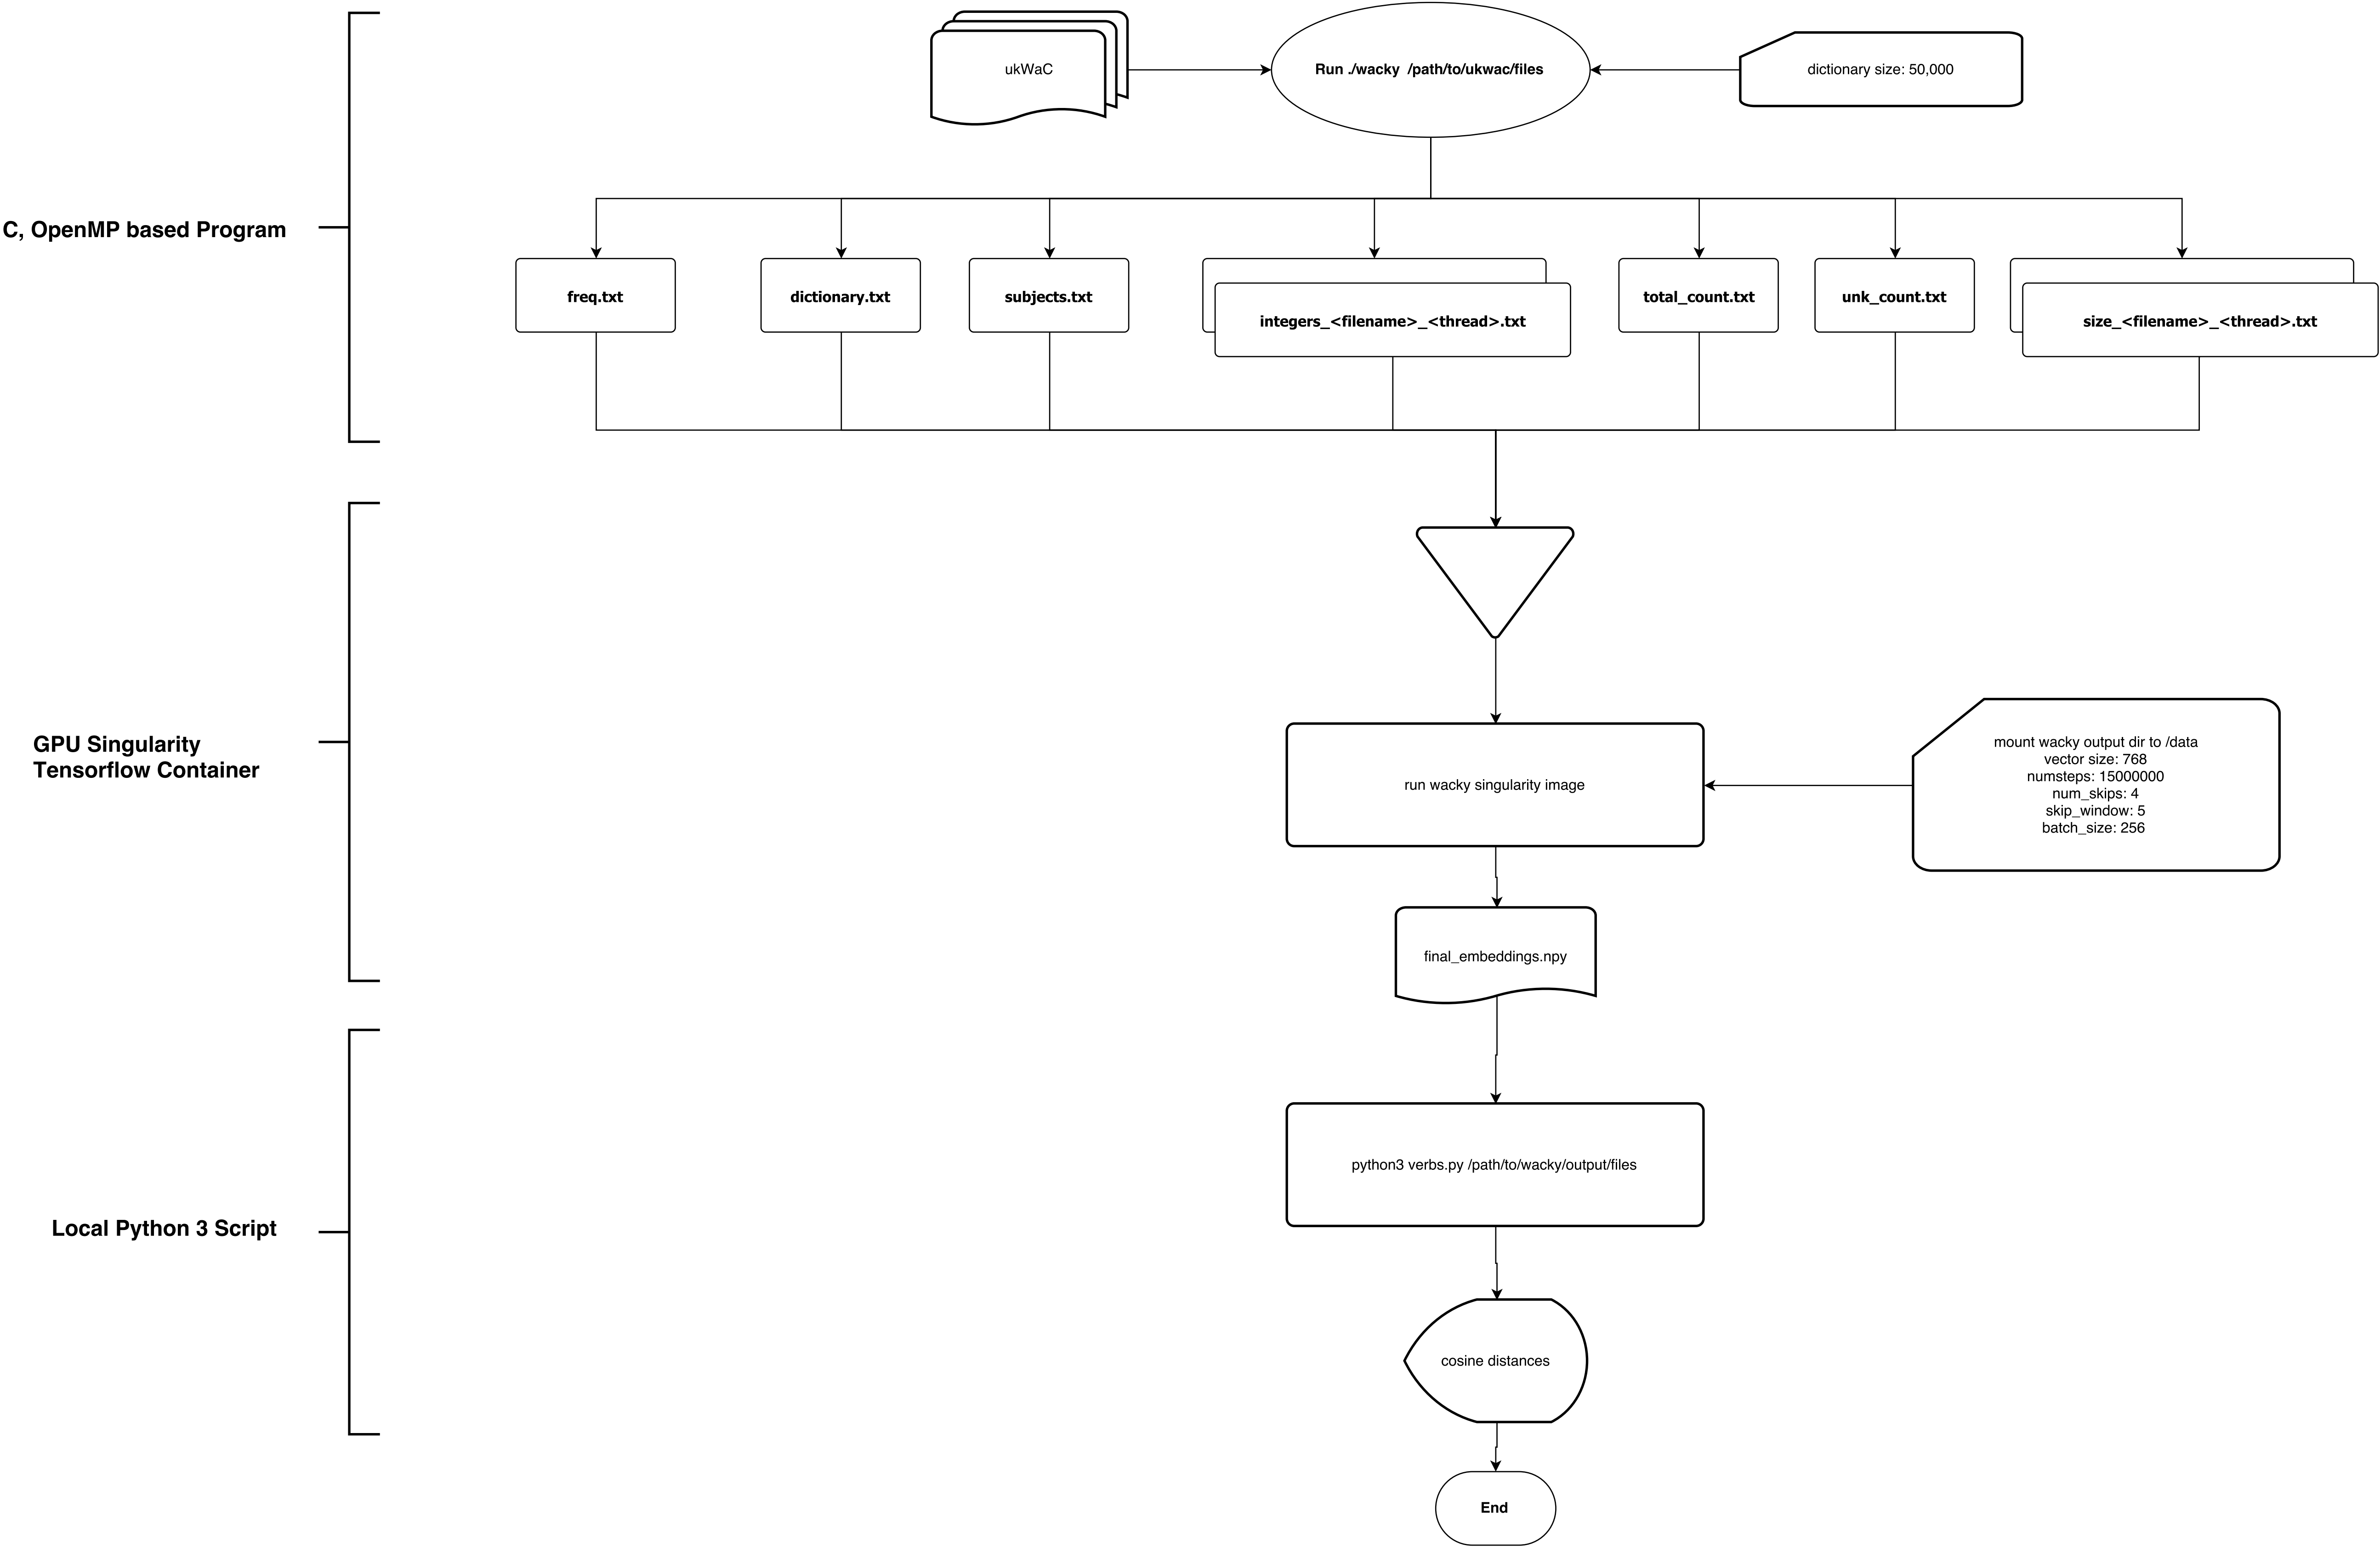 ukWaC
Run ./wacky  /path/to/ukwac/files
dictionary size: 50,000
C, OpenMP based Program
freq.txt
dictionary.txt
subjects.txt
integers_<filename>_<thread>.txt
total_count.txt
unk_count.txt
size_<filename>_<thread>.txt
GPU Singularity
Tensorflow Container
run wacky singularity image
mount wacky output dir to /data
vector size: 768
numsteps: 15000000
num_skips: 4
skip_window: 5
batch_size: 256
final_embeddings.npy
python3 verbs.py /path/to/wacky/output/files
Local Python 3 Script
cosine distances
End